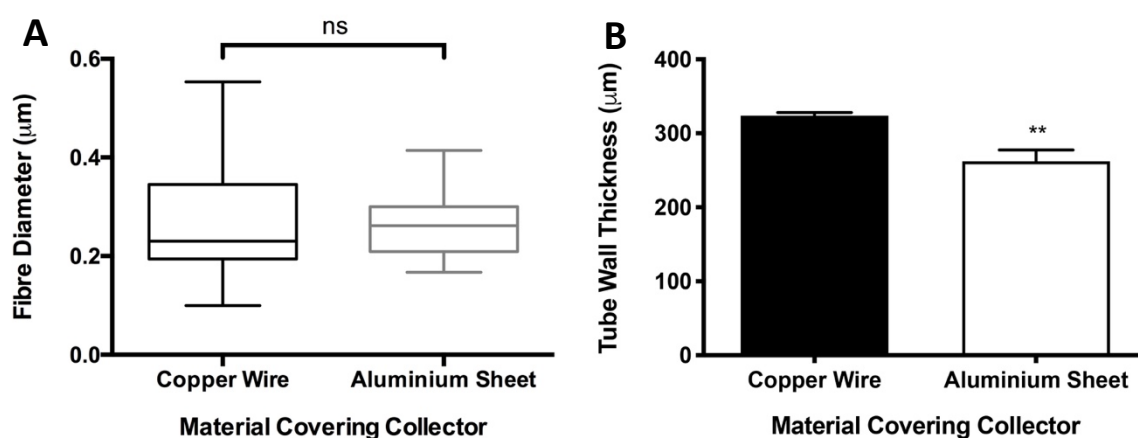 A
ns
Fibre Diameter (μm)
0.6
0.4
0.2
0.0
Copper Wire
Aluminium Sheet
Material Covering Collector
B
Tube Wall Thickness (μm)
400
300
200
100
0
**
Copper Wire
Aluminium Sheet
Material Covering Collector